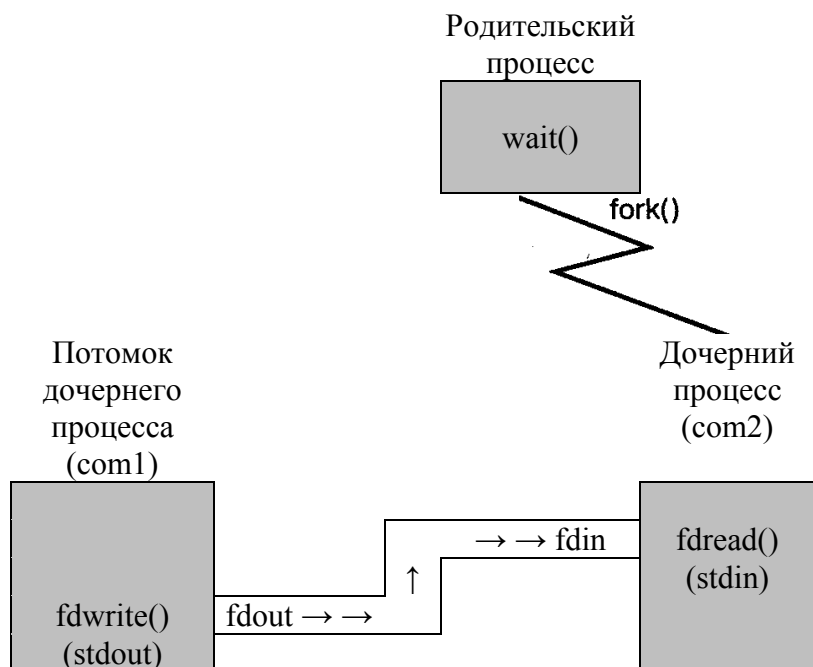 Родительский
процесс
wait()
fork()
Потомок
дочернего
процесса
(com1)
Дочерний
процесс
(com2)
→ → fdin
fdread()
(stdin)
↑
fdout → →
fdwrite()
(stdout)